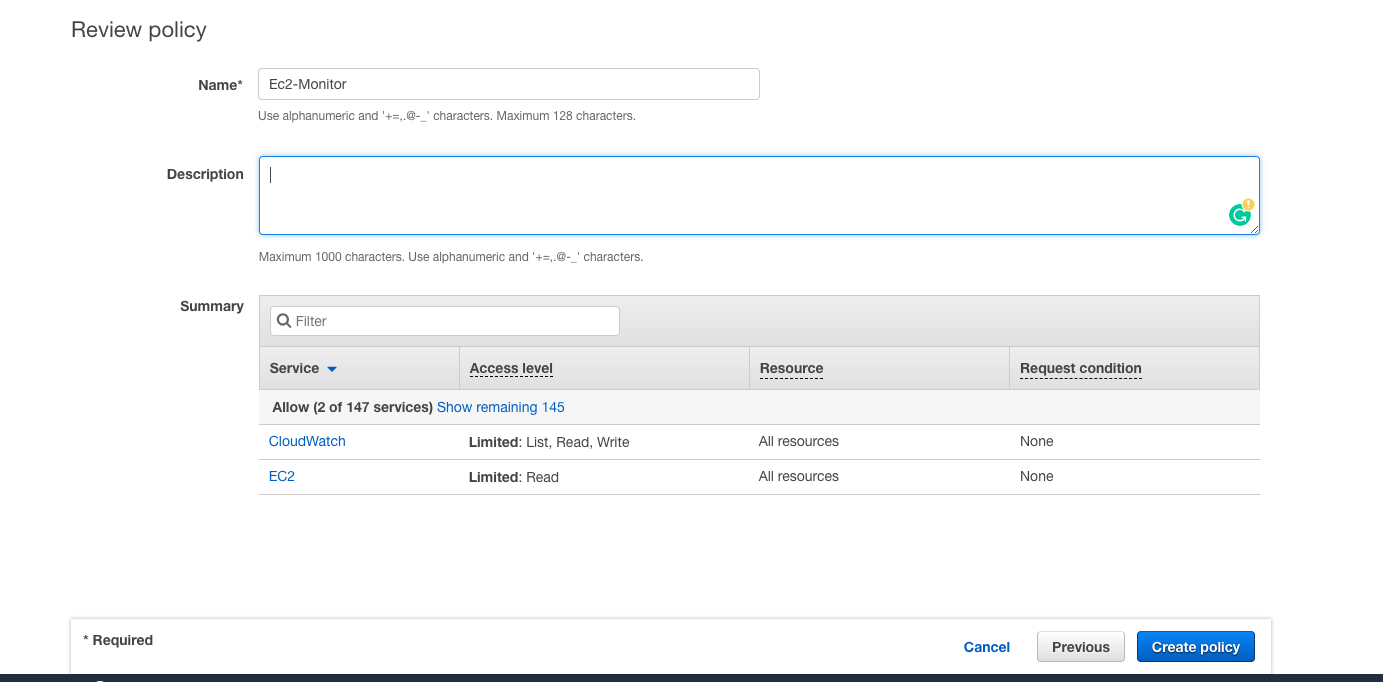 Review policy
Name*
Ec2-Monitor
Use alphanumeric and '+=,.@-_' characters. Maximum 128 characters.
Description
Maximum 1000 characters. Use alphanumeric and '+=,.@-_' characters.
Summary
Filter
Service Access level Resource Request condition
Allow (2 of 147 services) Show remaining 145
CloudWatch Limited: List, Read, Write All resources None
EC2 Limited: Read All resources None
* Required
Cancel Previous Create policy